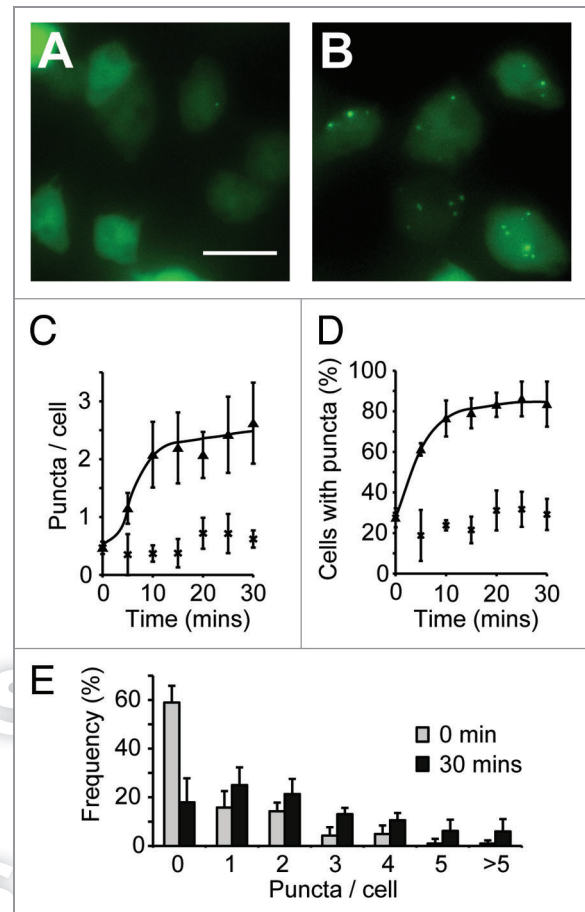 A
B
C
Puncta / cell
3
2
1
0
0 10 20 30
Time (mins)
D
Cells with puncta (%)
100
80
60
40
20
0
0 10 20 30
Time (mins)
E
Frequency (%)
60
40
20
0
0 min
30 mins
0 1 2 3 4 5 >5
Puncta / cell